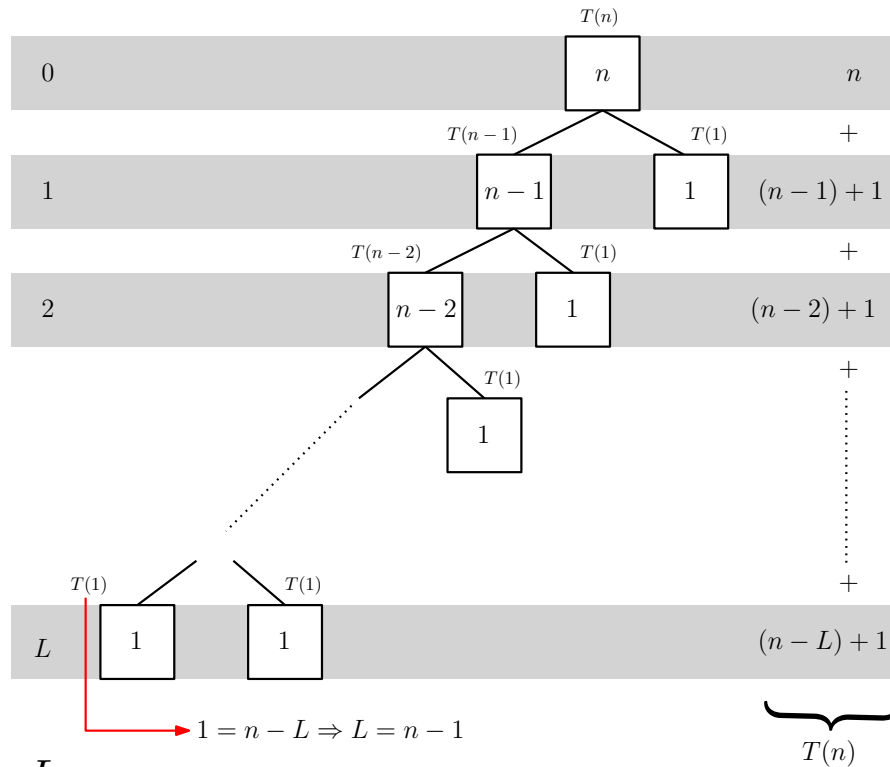 T(n)
0 n n
T(n − 1) T(1) +
1 n − 1 1 (n − 1) + 1
T(n−2) T(1) +
2 n − 2 1 (n − 2) + 1
T(1) +
1
T(1) T(1) +
L 1 1 (n − L) + 1
1 = n − L ⇒ L = n − 1
T(n)